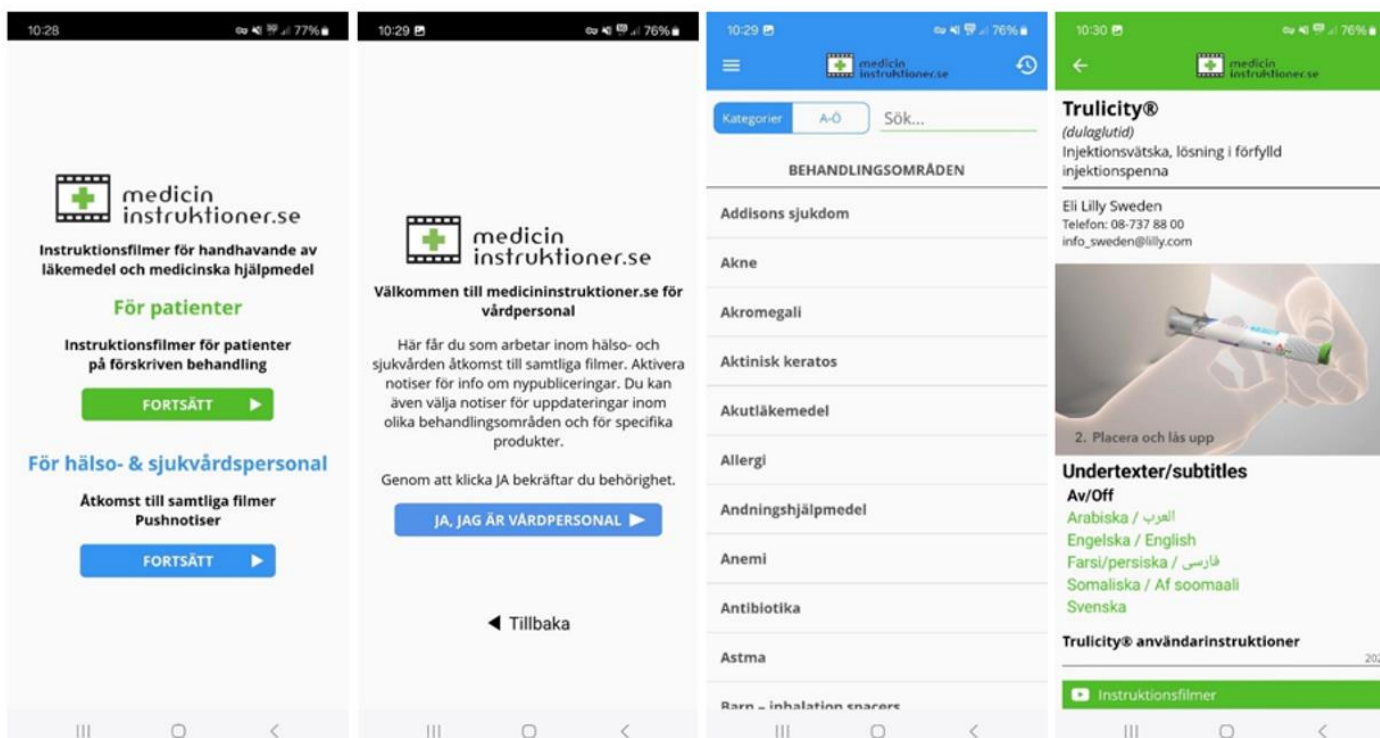 10:28
77%
medicin
instruktioner.se
Instruktionsfilmer för handhavande av
läkemedel och medicinska hjälpmedel
För patienter
Instruktionsfilmer för patienter
på förskriven behandling
FORTSÄTT
För hälso- & sjukvårdspersonal
Åtkomst till samtliga filmer
Pushnotiser
FORTSÄTT
10:29
76%
medicin
instruktioner.se
Välkommen till medicininstruktioner.se för
vårdpersonal
Här får du som arbetar inom hälso- och
sjukvården åtkomst till samtliga filmer. Aktivera
notiser för info om nypubliceringar. Du kan
även välja notiser för uppdateringar inom
olika behandlingsområden och för specifika
produkter.
Genom att klicka JA bekräftar du behörighet.
JA, JAG ÄR VÅRDPERSONAL
Tillbaka
10:29
76%
medicin
instruktioner.se
Kategorier
A-Ö
Sök...
BEHANDLINGSOMRÅDEN
Addisons sjukdom
Akne
Akromegali
Aktinisk keratos
Akutläkemedel
Allergi
Andningshjälpmedel
Anemi
Antibiotika
Astma
Barn – inhalation spacers
10:30
76%
medicin
instruktioner.se
Trulicity®
(dulaglutid)
Injektionsvätska, lösning i förfylld
injektionspenna
Eli Lilly Sweden
Telefon: 08-737 88 00
info_sweden@lilly.com
2. Placera och lås upp
Undertexter/subtitles
Av/Off
Arabiska / العرب
Engelska / English
Farsi/persiska / فارسی
Somaliska / Af soomaali
Svenska
Trulicity® användarinstruktioner
202
Instruktionsfilmer